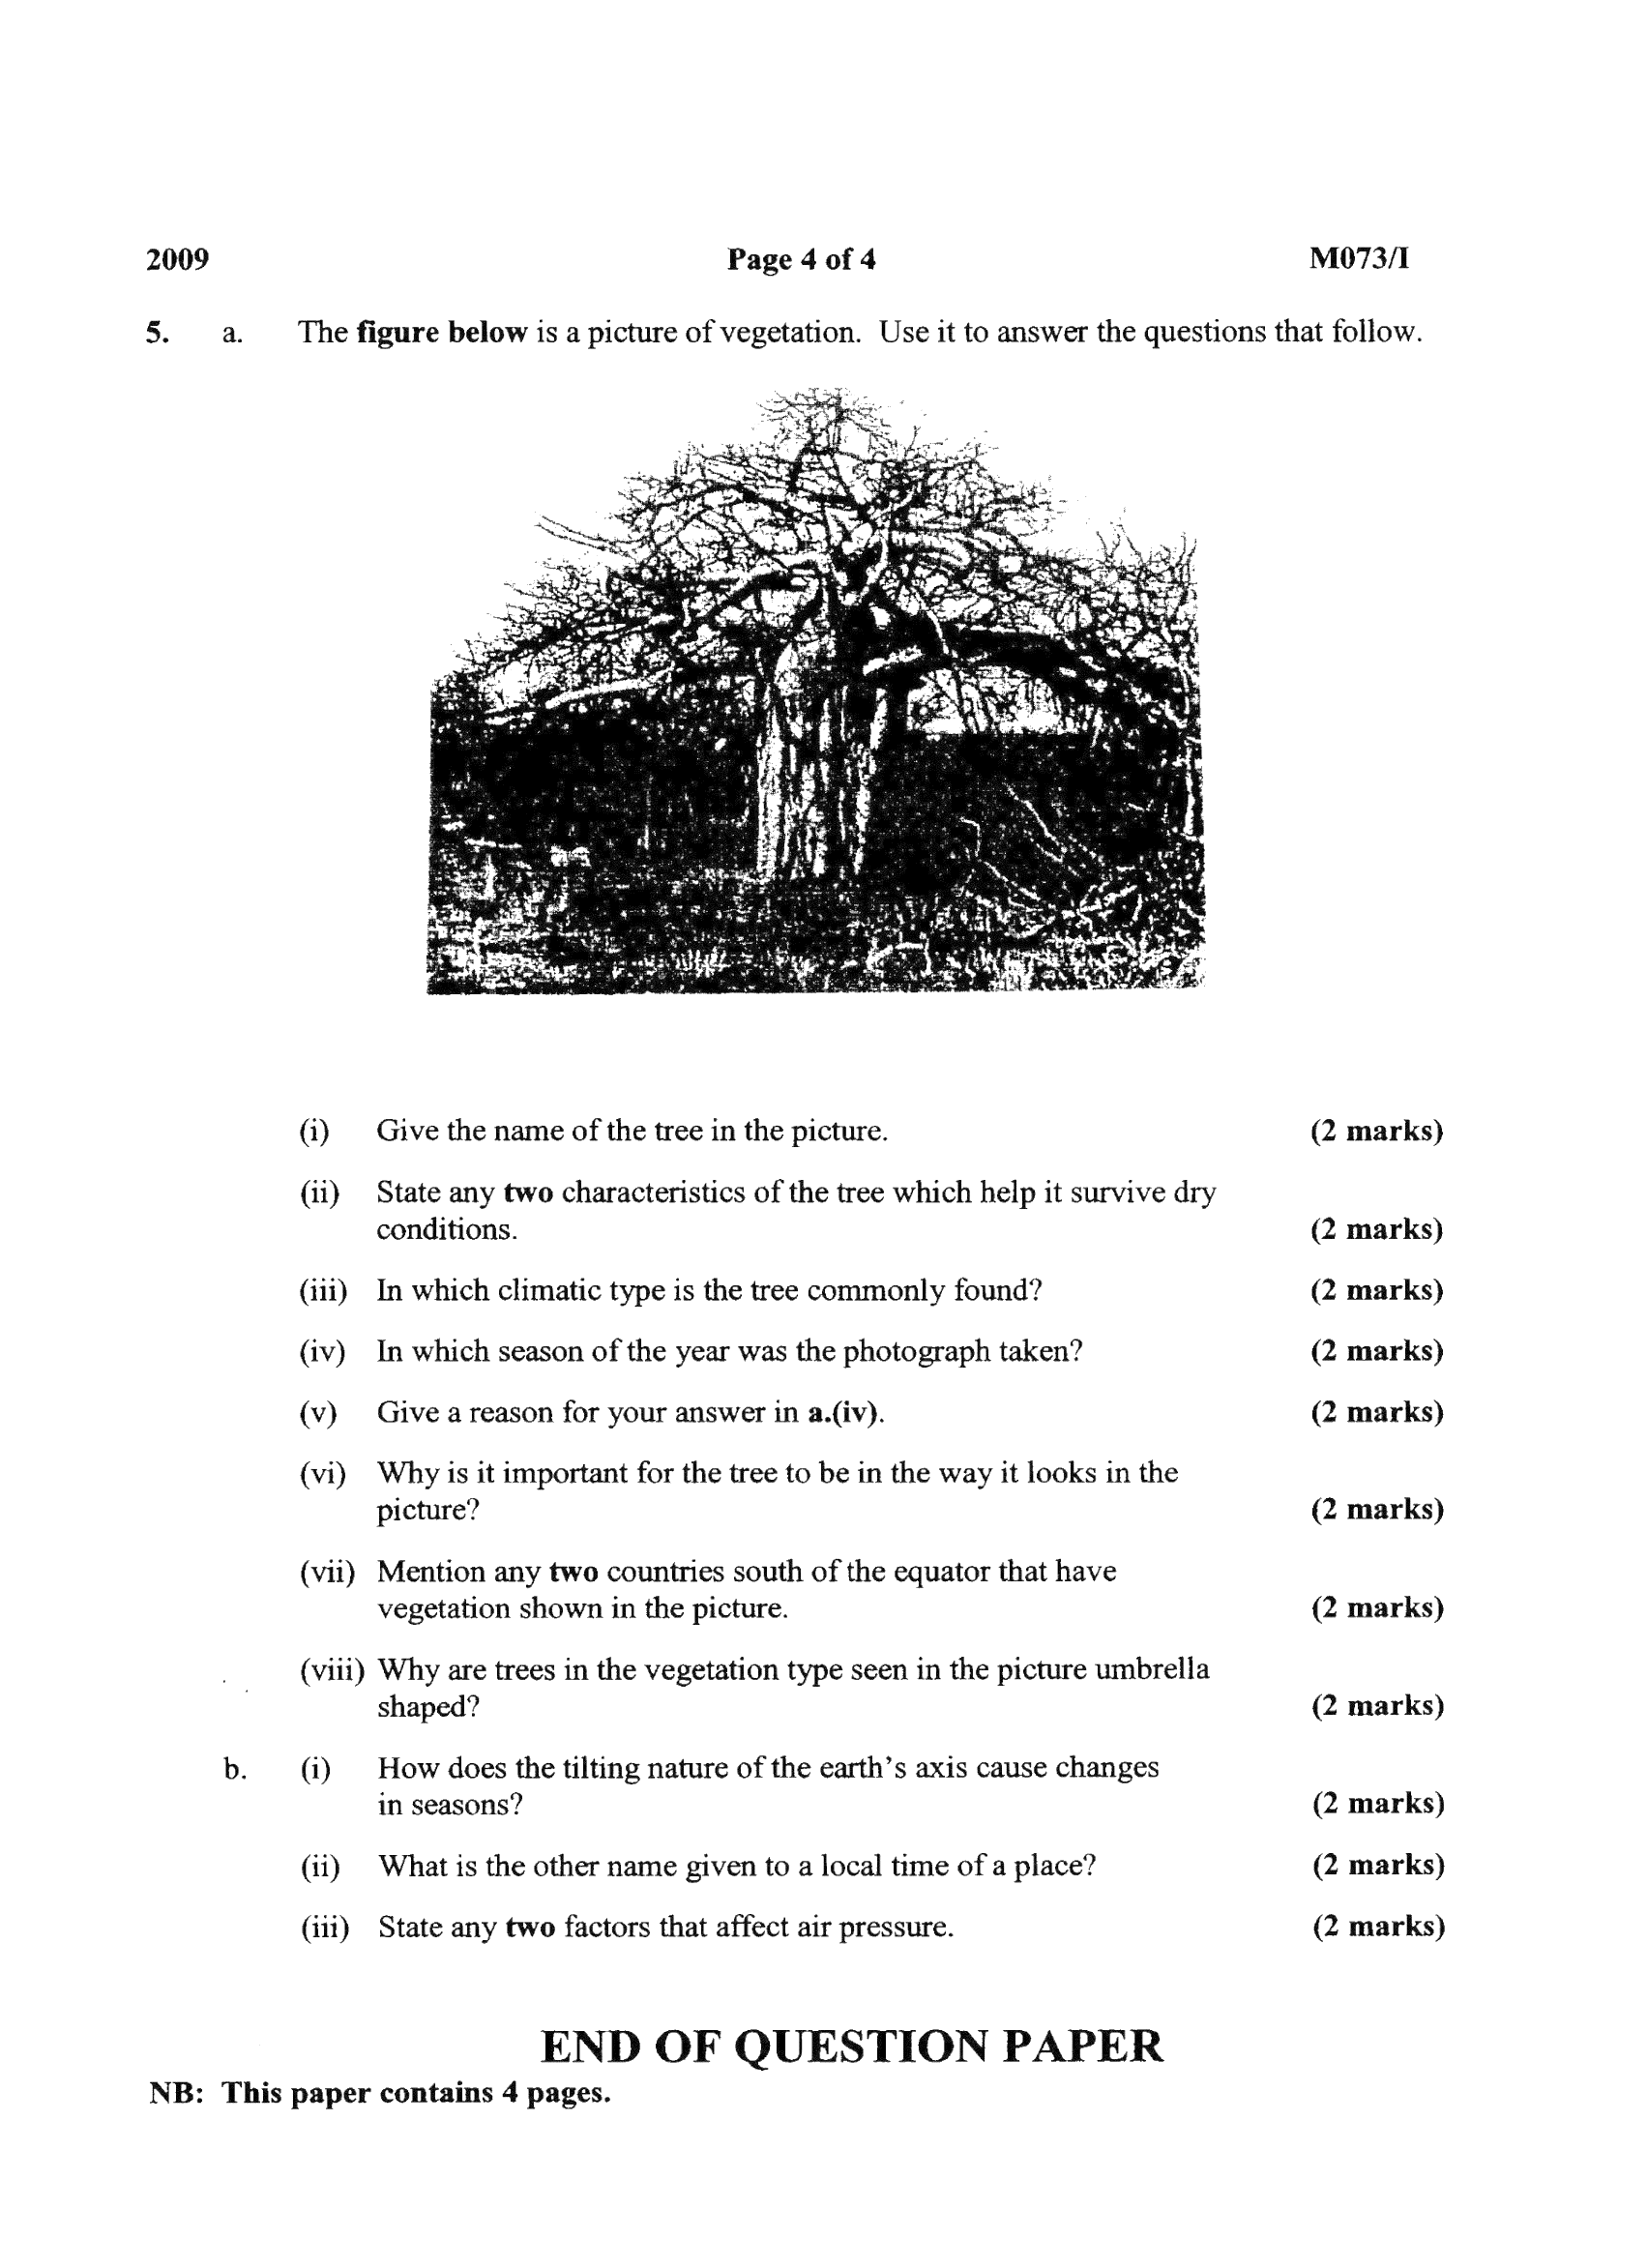 2009 Page 4 of 4 M073/I
5. a. The figure below is a picture of vegetation. Use it to answer the questions that follow.
(i) Give the name of the tree in the picture. (2 marks)
(ii) State any two characteristics of the tree which help it survive dry
conditions. (2 marks)
(iii) In which climatic type is the tree commonly found? (2 marks)
(iv) In which season of the year was the photograph taken? (2 marks)
(v) Give a reason for your answer in a.(iv). (2 marks)
(vi) Why is it important for the tree to be in the way it looks in the
picture? (2 marks)
(vii) Mention any two countries south of the equator that have
vegetation shown in the picture. (2 marks)
(viii) Why are trees in the vegetation type seen in the picture umbrella
shaped? (2 marks)
b. (i) How does the tilting nature of the earth's axis cause changes
in seasons? (2 marks)
(ii) What is the other name given to a local time of a place? (2 marks)
(iii) State any two factors that affect air pressure. (2 marks)
END OF QUESTION PAPER
NB: This paper contains 4 pages.